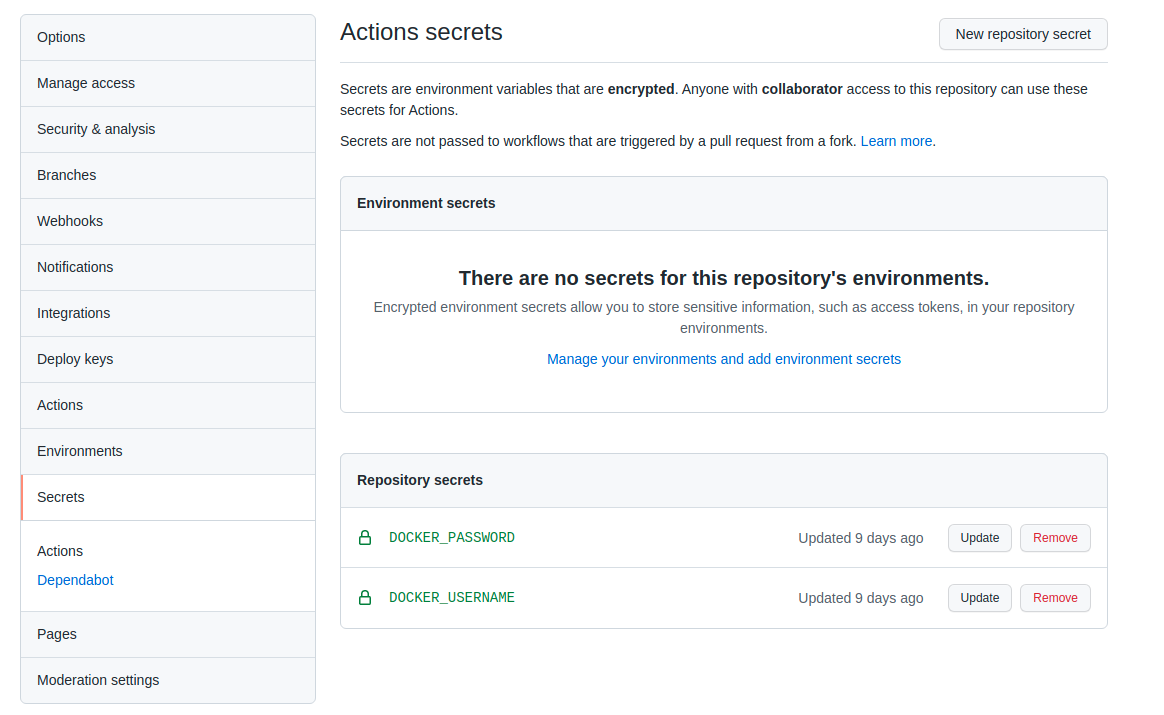 Options
Manage access
Security & analysis
Branches
Webhooks
Notifications
Integrations
Deploy keys
Actions
Environments
Secrets
Actions
Dependabot
Pages
Moderation settings
Actions secrets
New repository secret
Secrets are environment variables that are encrypted. Anyone with collaborator access to this repository can use these
secrets for Actions.
Secrets are not passed to workflows that are triggered by a pull request from a fork. Learn more.
Environment secrets
There are no secrets for this repository's environments.
Encrypted environment secrets allow you to store sensitive information, such as access tokens, in your repository
environments.
Manage your environments and add environment secrets
Repository secrets
DOCKER_PASSWORD Updated 9 days ago Update Remove
DOCKER_USERNAME Updated 9 days ago Update Remove